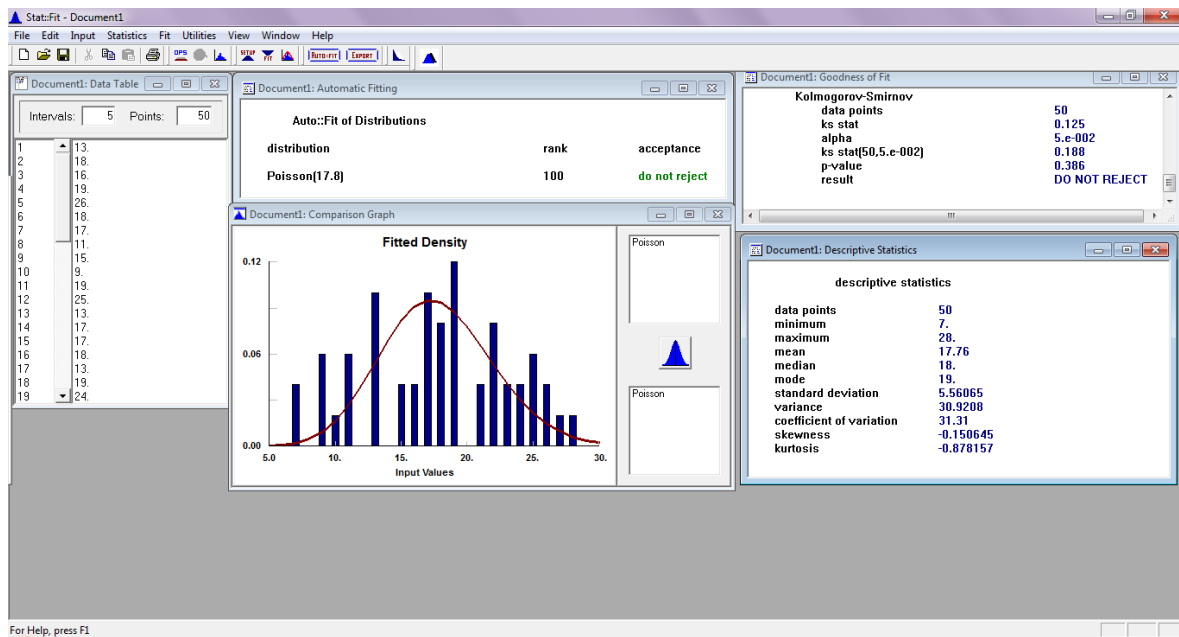 Stat::Fit - Document1
File Edit Input Statistics Fit Utilities View Window Help
OPS SETUP FIT AUTO-FIT EXPORT
Document1: Data Table
Intervals: 5 Points: 50
1 13.
2 18.
3 16.
4 19.
5 26.
6 18.
7 17.
8 11.
9 15.
10 9.
11 19.
12 25.
13 13.
14 17.
15 17.
16 18.
17 13.
18 19.
19 24.
Document1: Automatic Fitting
Auto::Fit of Distributions
distribution rank acceptance
Poisson(17.8) 100 do not reject
Document1: Comparison Graph
Fitted Density
0.12
0.06
0.00
5.0 10. 15. 20. 25. 30.
Input Values
Poisson
Poisson
Document1: Goodness of Fit
Kolmogorov-Smirnov
data points 50
ks stat 0.125
alpha 5.e-002
ks stat(50,5.e-002) 0.188
p-value 0.386
result DO NOT REJECT
Document1: Descriptive Statistics
descriptive statistics
data points 50
minimum 7.
maximum 28.
mean 17.76
median 18.
mode 19.
standard deviation 5.56065
variance 30.9208
coefficient of variation 31.31
skewness -0.150645
kurtosis -0.878157
For Help, press F1